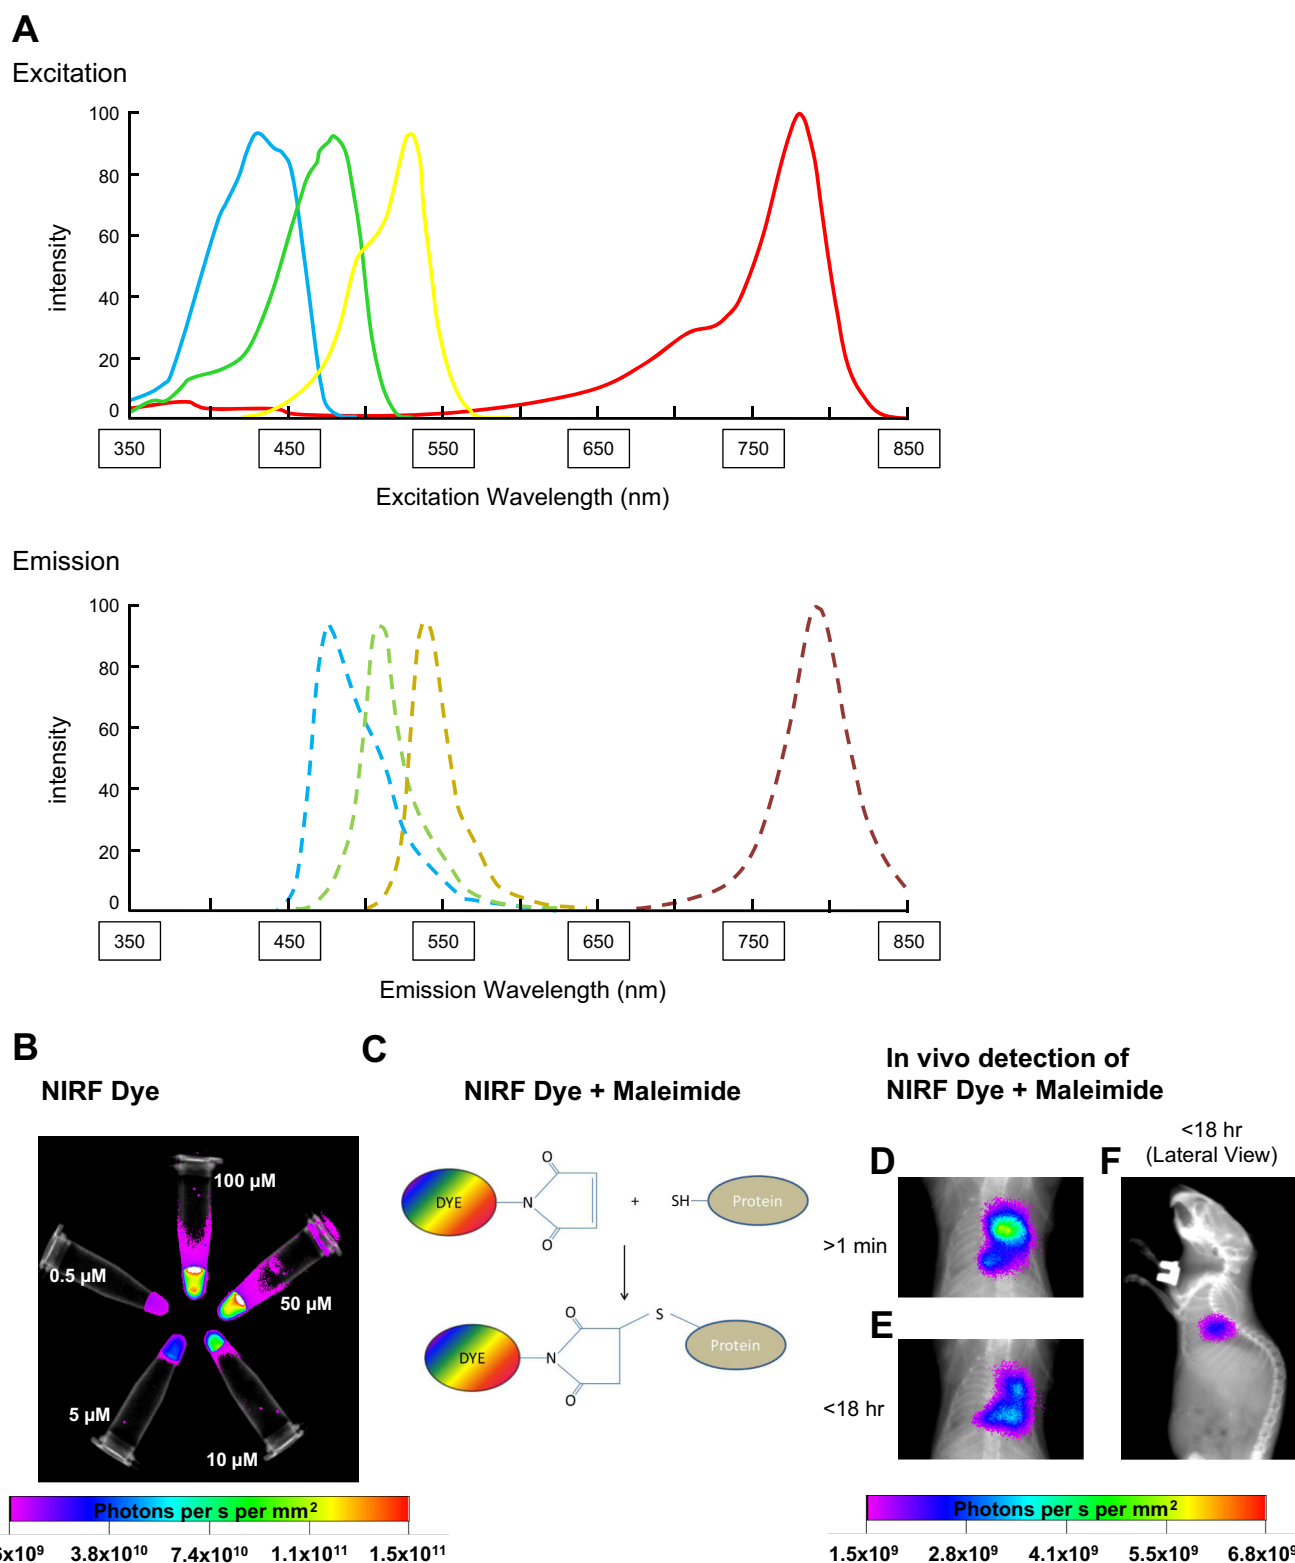 A
Excitation
100
80
60
40
20
0
intensity
350 450 550 650 750 850
Excitation Wavelength (nm)
Emission
100
80
60
40
20
0
intensity
350 450 550 650 750 850
Emission Wavelength (nm)
B
NIRF Dye
100 µM
50 µM
10 µM
5 µM
0.5 µM
Photons per s per mm²
6x10⁹ 3.8x10¹⁰ 7.4x10¹⁰ 1.1x10¹¹ 1.5x10¹¹
C
NIRF Dye + Maleimide
DYE N O O + SH Protein
DYE N O O S Protein
In vivo detection of
NIRF Dye + Maleimide
D
>1 min
E
<18 hr
F
<18 hr
(Lateral View)
Photons per s per mm²
1.5x10⁹ 2.8x10⁹ 4.1x10⁹ 5.5x10⁹ 6.8x10⁹